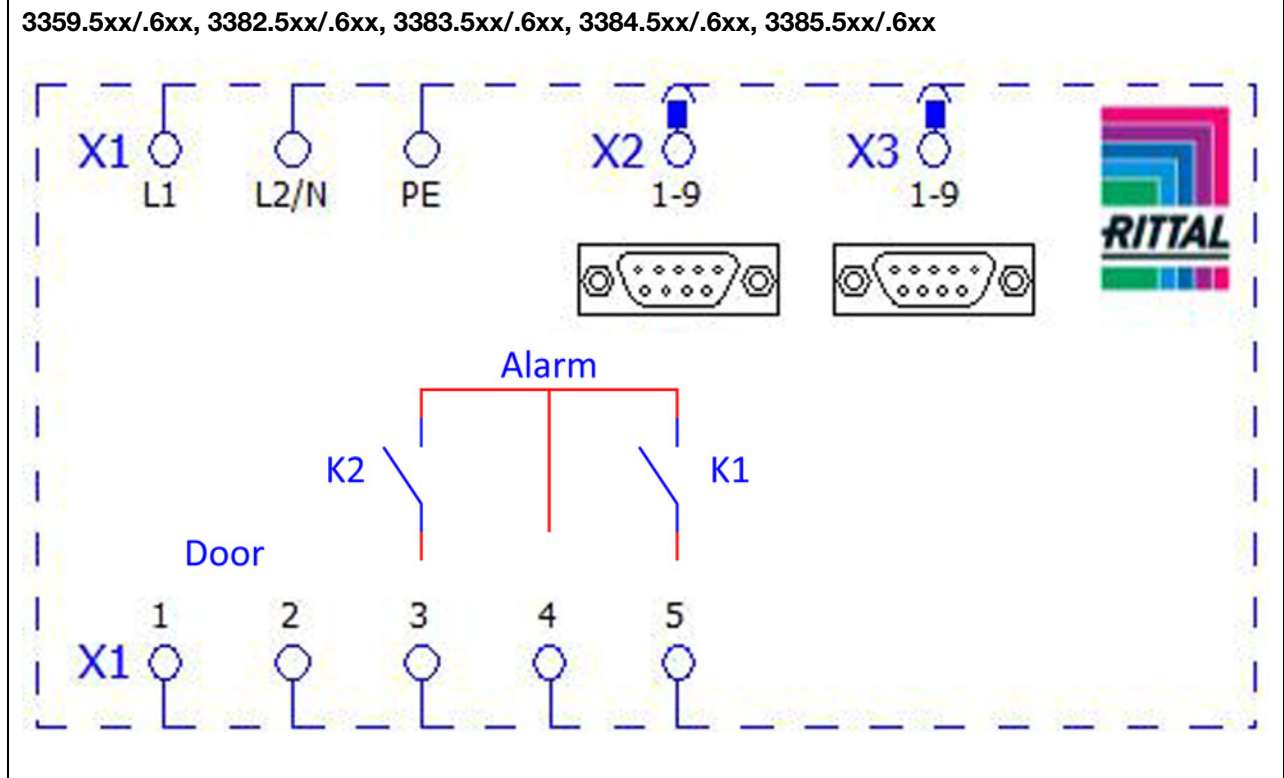 3359.5xx/.6xx, 3382.5xx/.6xx, 3383.5xx/.6xx, 3384.5xx/.6xx, 3385.5xx/.6xx
X1 X2 X3
L1 L2/N PE 1-9 1-9
RITTAL
Alarm
K2 K1
Door
1 2 3 4 5
X1